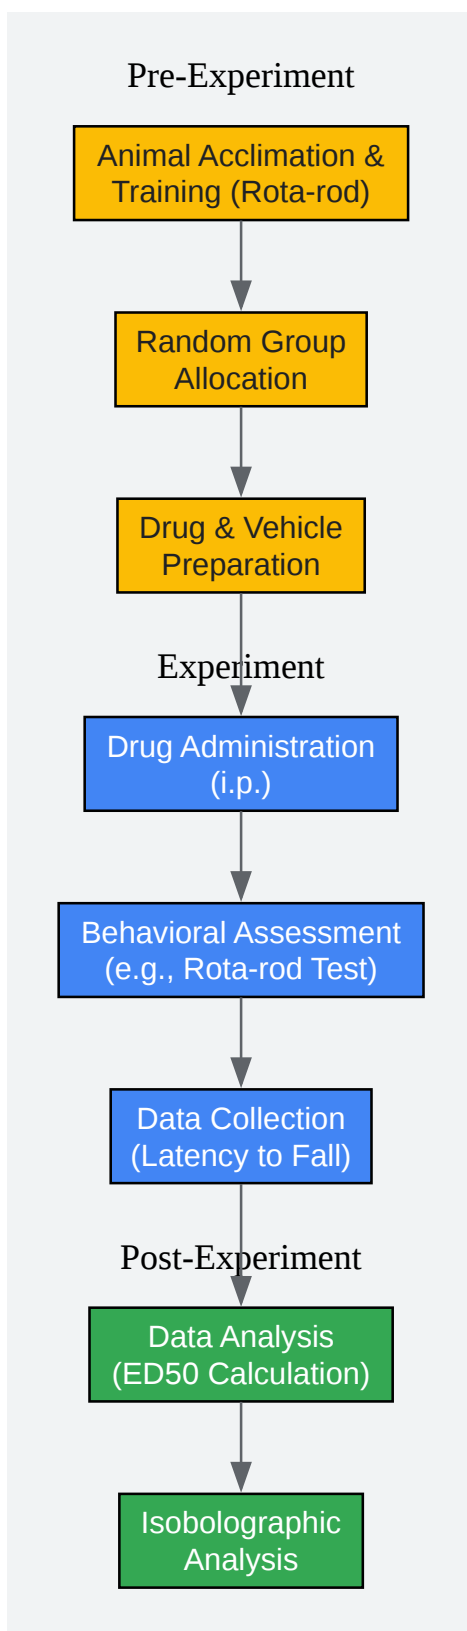 Pre-Experiment
Animal Acclimation &
Training (Rota-rod)
Random Group
Allocation
Drug & Vehicle
Preparation
Experiment
Drug Administration
(i.p.)
Behavioral Assessment
(e.g., Rota-rod Test)
Data Collection
(Latency to Fall)
Post-Experiment
Data Analysis
(ED50 Calculation)
Isobolographic
Analysis